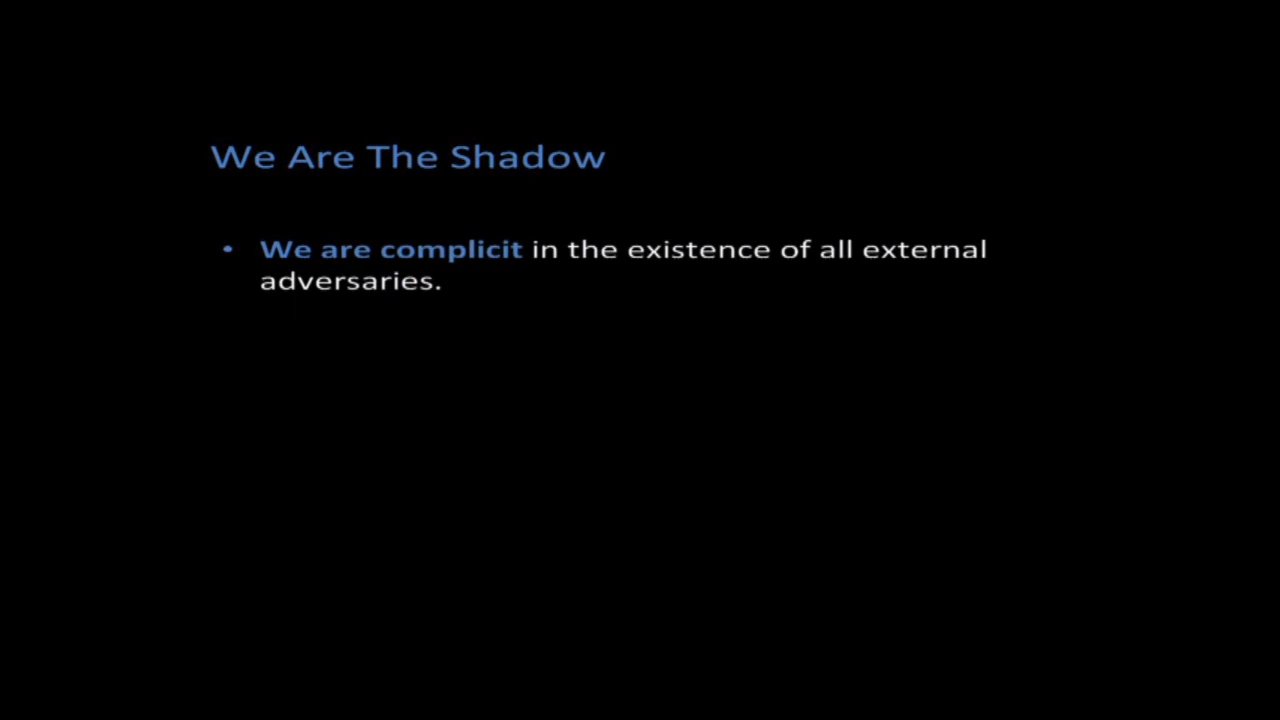 We Are The Shadow
• We are complicit in the existence of all external
adversaries.